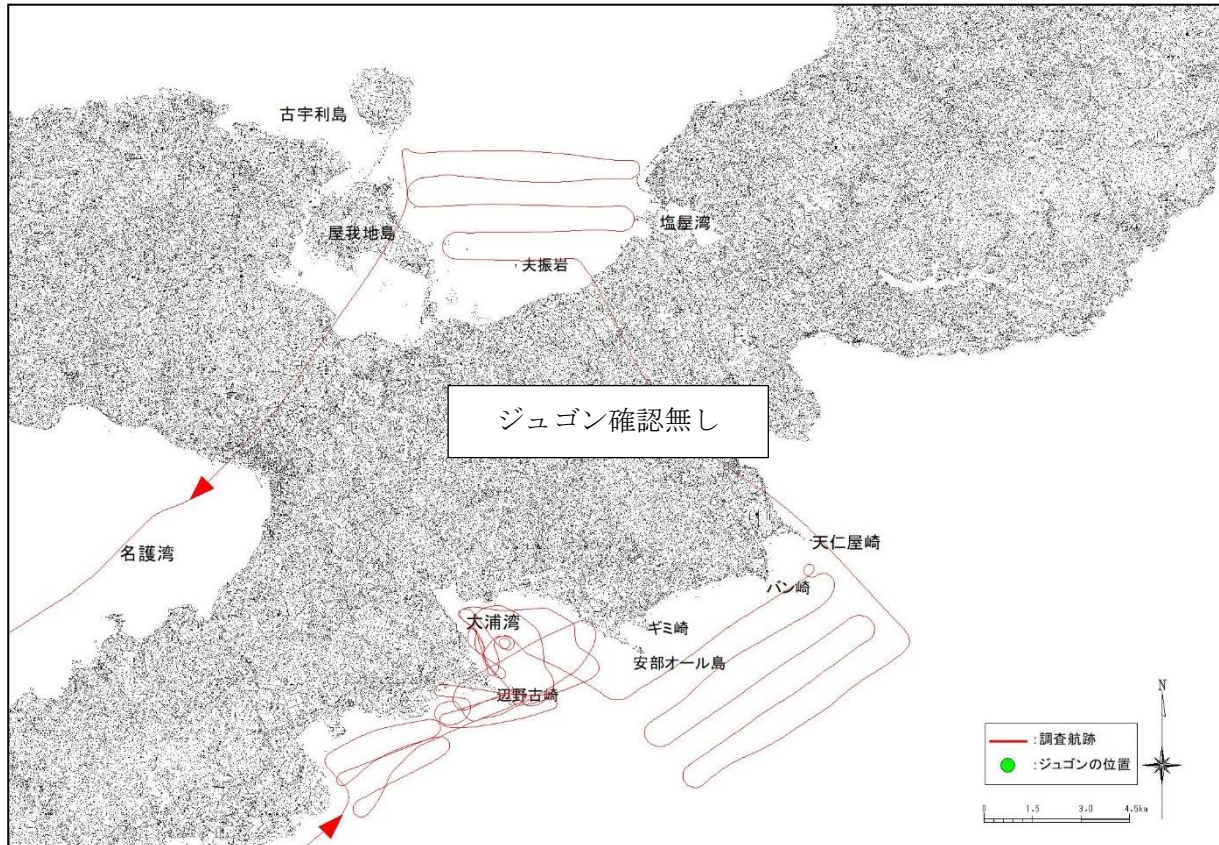 古宇利島
屋我地島
塩屋湾
夫振岩
ジュゴン確認無し
名護湾
天仁屋崎
バン崎
大浦湾
ギミ崎
安部オール島
辺野古崎
N
:調査航跡
:ジュゴンの位置
0 1.5 3.0 4.5km